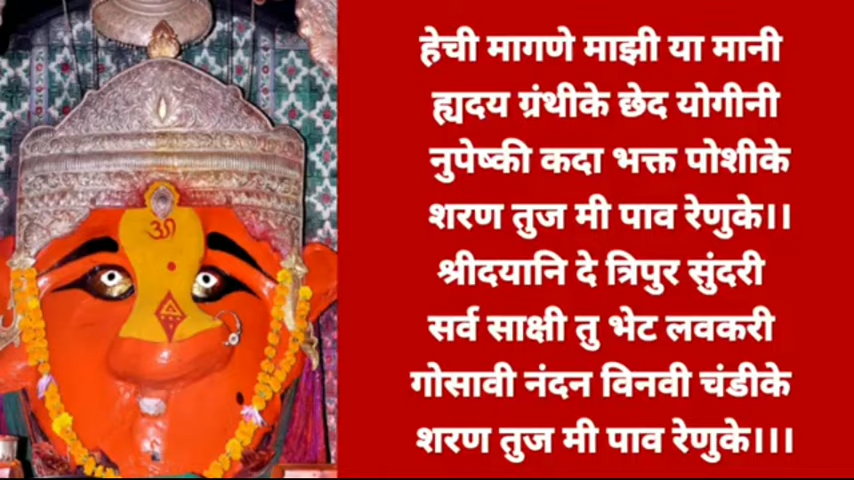 ॐ
हेची मागणे माझी या मानी
ह्यदय ग्रंथीके छेद योगीनी
नुपेष्की कदा भक्त पोशीके
शरण तुज मी पाव रेणुके।।
श्रीदयानि दे त्रिपुर सुंदरी
सर्व साक्षी तु भेट लवकरी
गोसावी नंदन विनवी चंडीके
शरण तुज मी पाव रेणुके।।।